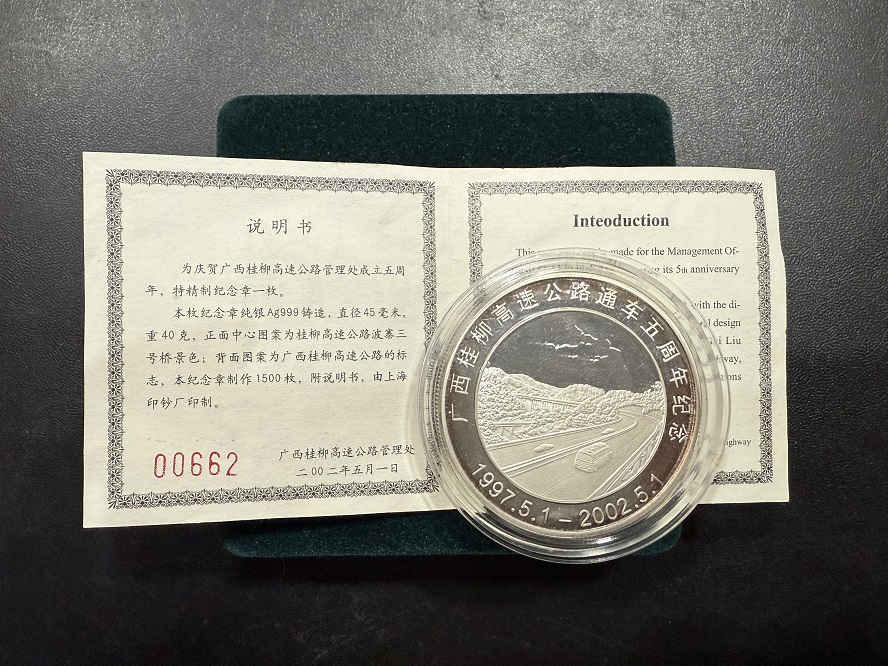 说明书
为庆贺广西桂柳高速公路管理处成立五周
年，特精制纪念章一枚。
本枚纪念章纯银Ag999铸造，直径45毫米，
重40克，正面中心图案为桂柳高速公路波寨三
号桥景色；背面图案为广西桂柳高速公路的标
志，本纪念章制作1500枚，附说明书，由上海
印钞厂印制。
00662
广西桂柳高速公路管理处
二00二年五月一日
Inteoduction
This made for the Management Of-
its 5th anniversary
with the di-
design
Liu
广西桂柳高速公路通车五周年纪念
1997.5.1-2002.5.1